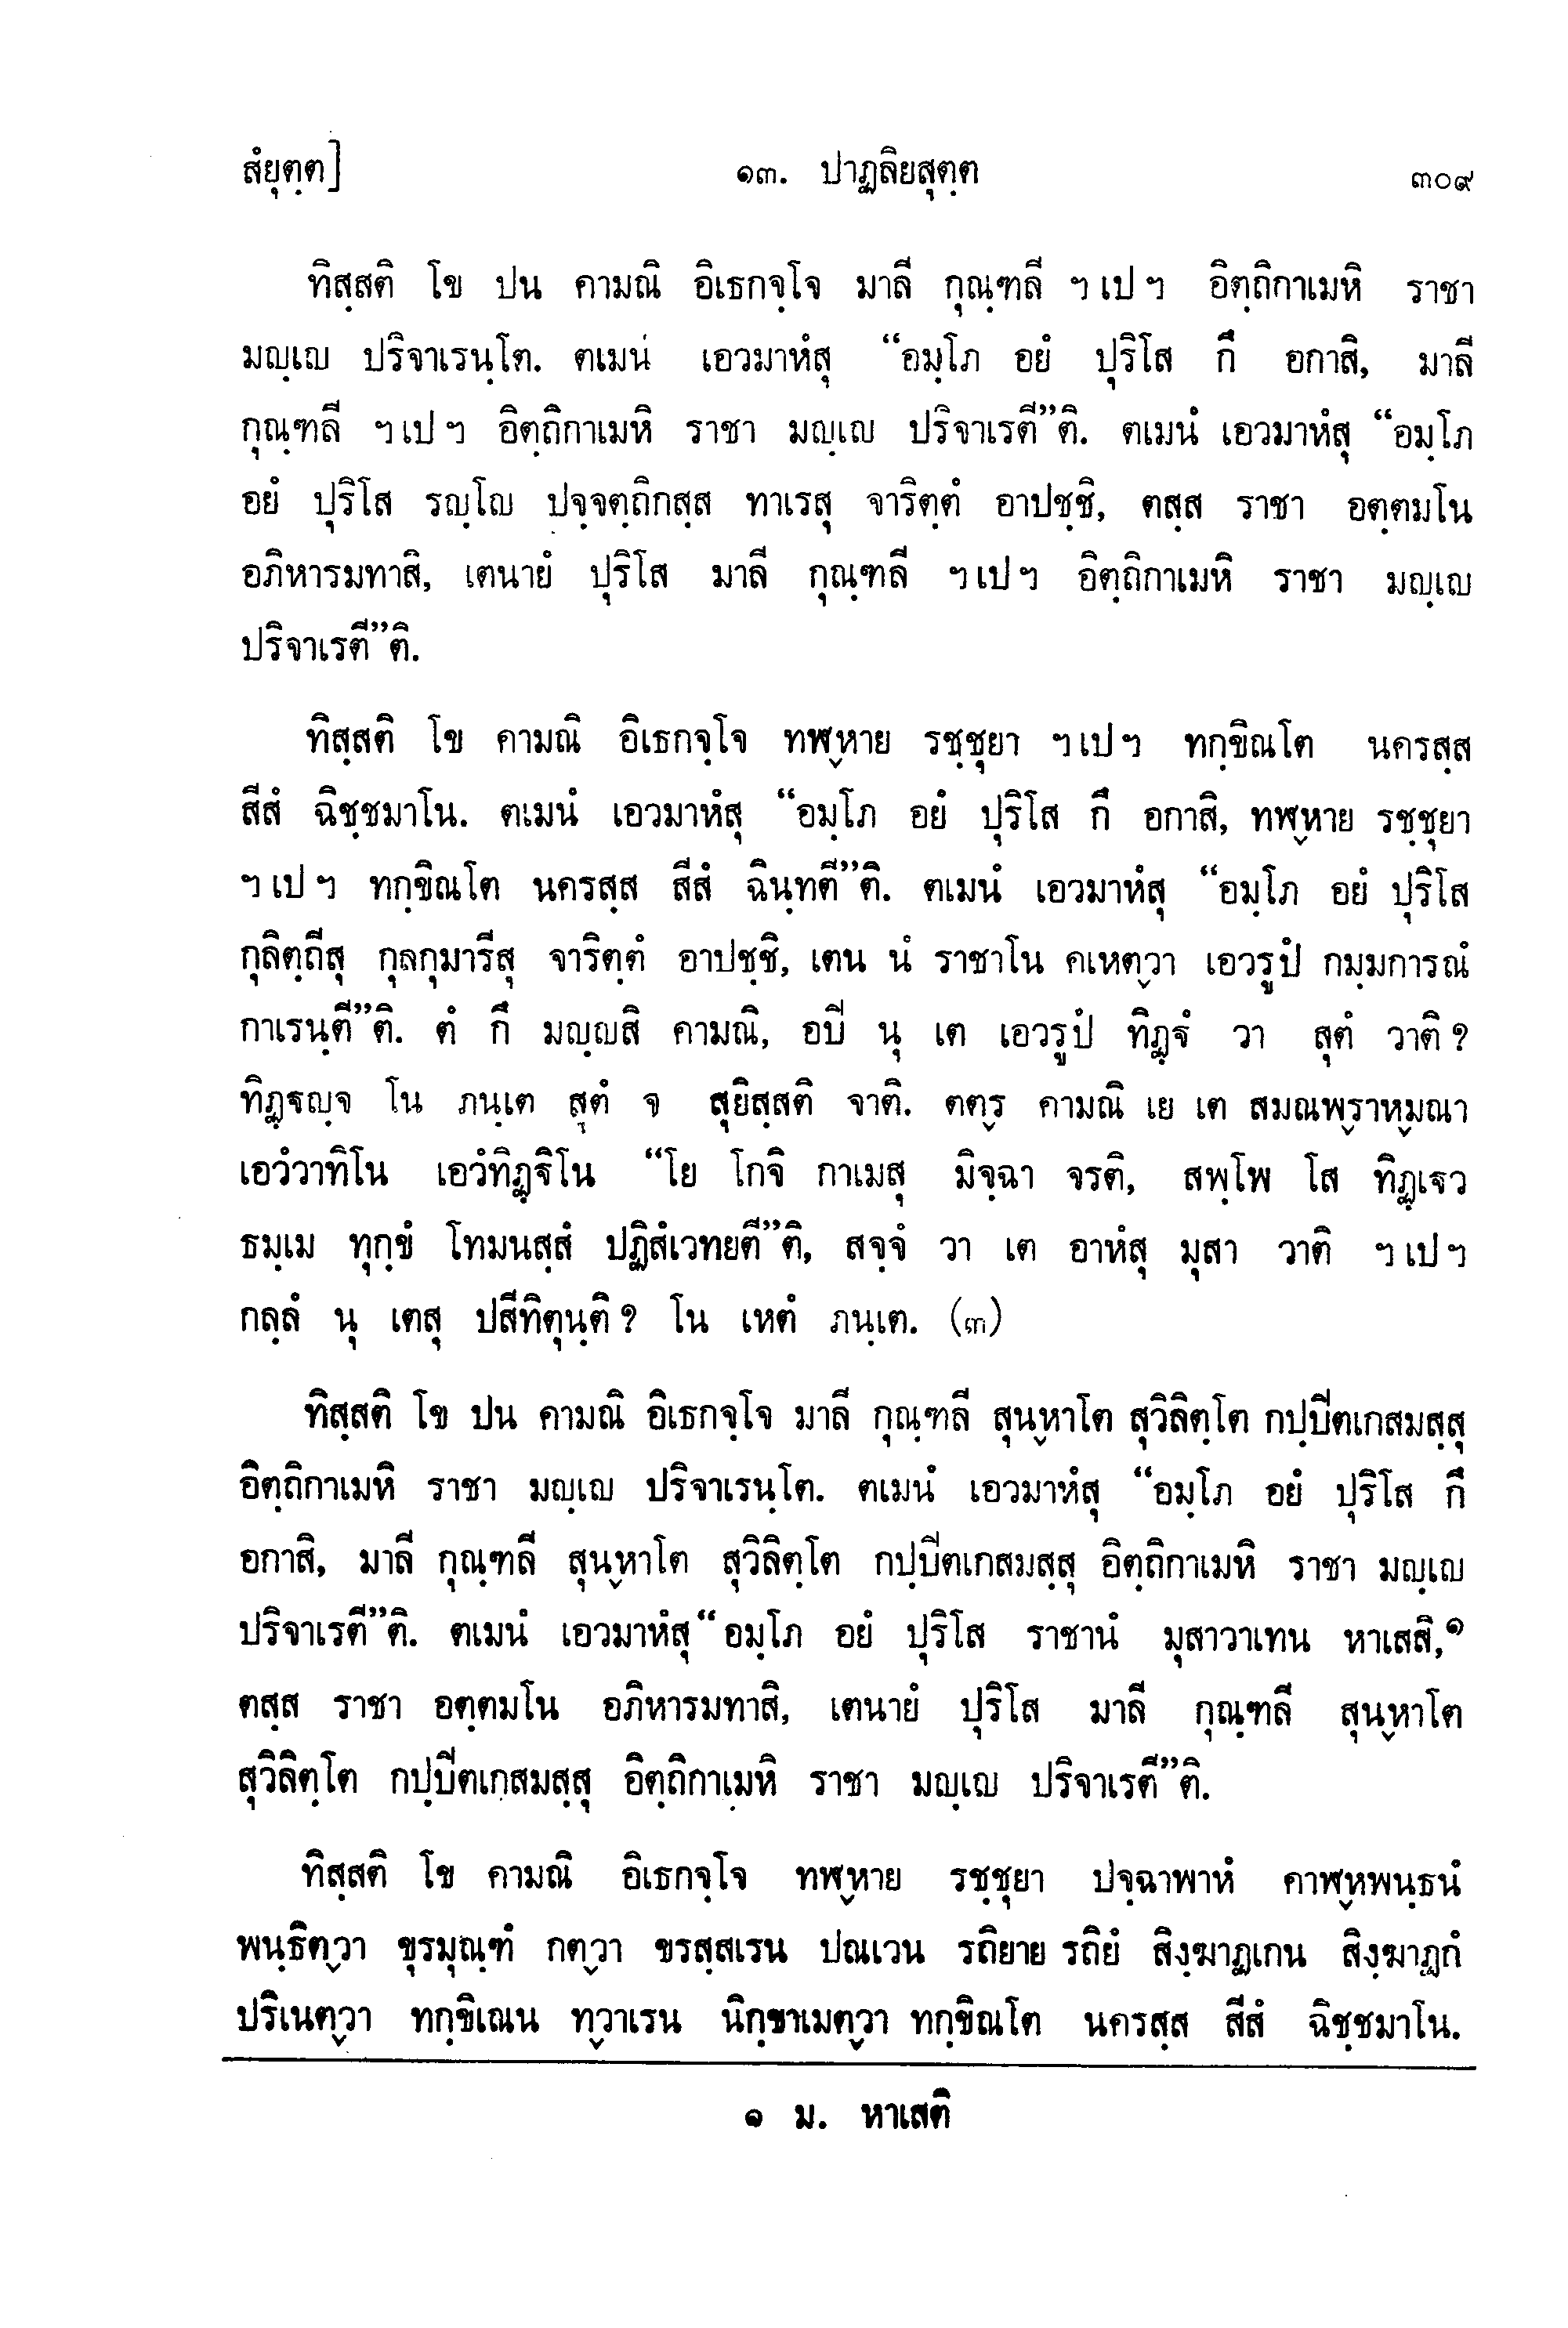 สํยุตฺต] ๑๓. ปาฏลิยสุตฺต ๓๐๙
ทิสฺสติ โข ปน คามณิ อิเธกจฺโจ มาลี กุณฺฑลี ฯ เป ฯ อิตฺถิกาเมหิ ราชา
มญฺเญ ปริจาเรนฺโต. ตเมนํ เอวมาหํสุ “อมฺโภ อยํ ปุริโส กึ อกาสิ, มาลี
กุณฺฑลี ฯ เป ฯ อิตฺถิกาเมหิ ราชา มญฺเญ ปริจาเรตี”ติ. ตเมนํ เอวมาหํสุ “อมฺโภ
อยํ ปุริโส รญฺโญ ปจฺจตฺถิกสฺส ทาเรสุ จาริตฺตํ อาปชฺชิ, ตสฺส ราชา อตฺตมโน
อภิหารมทาสิ, เตนายํ ปุริโส มาลี กุณฺฑลี ฯ เป ฯ อิตฺถิกาเมหิ ราชา มญฺเญ
ปริจาเรตี”ติ.
ทิสฺสติ โข คามณิ อิเธกจฺโจ ทฬฺหาย รชฺชุยา ฯ เป ฯ ทกฺขิณโต นครสฺส
สีสํ ฉิชฺชมาโน. ตเมนํ เอวมาหํสุ “อมฺโภ อยํ ปุริโส กึ อกาสิ, ทฬฺหาย รชฺชุยา
ฯ เป ฯ ทกฺขิณโต นครสฺส สีสํ ฉินฺทตี”ติ. ตเมนํ เอวมาหํสุ “อมฺโภ อยํ ปุริโส
กุลิตฺถีสุ กุลกุมารีสุ จาริตฺตํ อาปชฺชิ, เตน นํ ราชาโน คเหตฺวา เอวรูปํ กมฺมการณํ
กาเรนฺตี”ติ. ตํ กึ มญฺญสิ คามณิ, อปิ นุ เต เอวรูปํ ทิฏฺฐํ วา สุตํ วาติ ?
ทิฏฺฐญฺจ โน ภนฺเต สุตํ จ สุยิสฺสติ จาติ. ตตฺร คามณิ เย เต สมณพฺราหฺมณา
เอวํวาทิโน เอวํทิฏฺฐิโน “โย โกจิ กาเมสุ มิจฺฉา จรติ, สพฺโพ โส ทิฏฺเฐว
ธมฺเม ทุกฺขํ โทมนสฺสํ ปฏิสํเวทยตี”ติ, สจฺจํ วา เต อาหํสุ มุสา วาติ ฯ เป ฯ
กลฺลํ นุ เตสุ ปสีทิตุนฺติ ? โน เหตํ ภนฺเต. (๓)
ทิสฺสติ โข ปน คามณิ อิเธกจฺโจ มาลี กุณฺฑลี สุนฺหาโต สุวิลิตฺโต กปฺปิตเกสมสฺสุ
อิตฺถิกาเมหิ ราชา มญฺเญ ปริจาเรนฺโต. ตเมนํ เอวมาหํสุ “อมฺโภ อยํ ปุริโส กึ
อกาสิ, มาลี กุณฺฑลี สุนฺหาโต สุวิลิตฺโต กปฺปิตเกสมสฺสุ อิตฺถิกาเมหิ ราชา มญฺเญ
ปริจาเรตี”ติ. ตเมนํ เอวมาหํสุ “อมฺโภ อยํ ปุริโส ราชานํ มุสาวาเทน หาเสสิ,๑
ตสฺส ราชา อตฺตมโน อภิหารมทาสิ, เตนายํ ปุริโส มาลี กุณฺฑลี สุนฺหาโต
สุวิลิตฺโต กปฺปิตเกสมสฺสุ อิตฺถิกาเมหิ ราชา มญฺเญ ปริจาเรตี”ติ.
ทิสฺสติ โข คามณิ อิเธกจฺโจ ทฬฺหาย รชฺชุยา ปจฺฉาพาหํ คาฬฺหพนฺธนํ
พนฺธิตฺวา ขุรมุณฺฑํ กตฺวา ขรสฺสเรน ปณเวน รถิยาย รถิยํ สิงฺฆาฏเกน สิงฺฆาฏกํ
ปริเนตฺวา ทกฺขิเณน ทฺวาเรน นิกฺขาเมตฺวา ทกฺขิณโต นครสฺส สีสํ ฉิชฺชมาโน.
๑ ม. หาเสติ